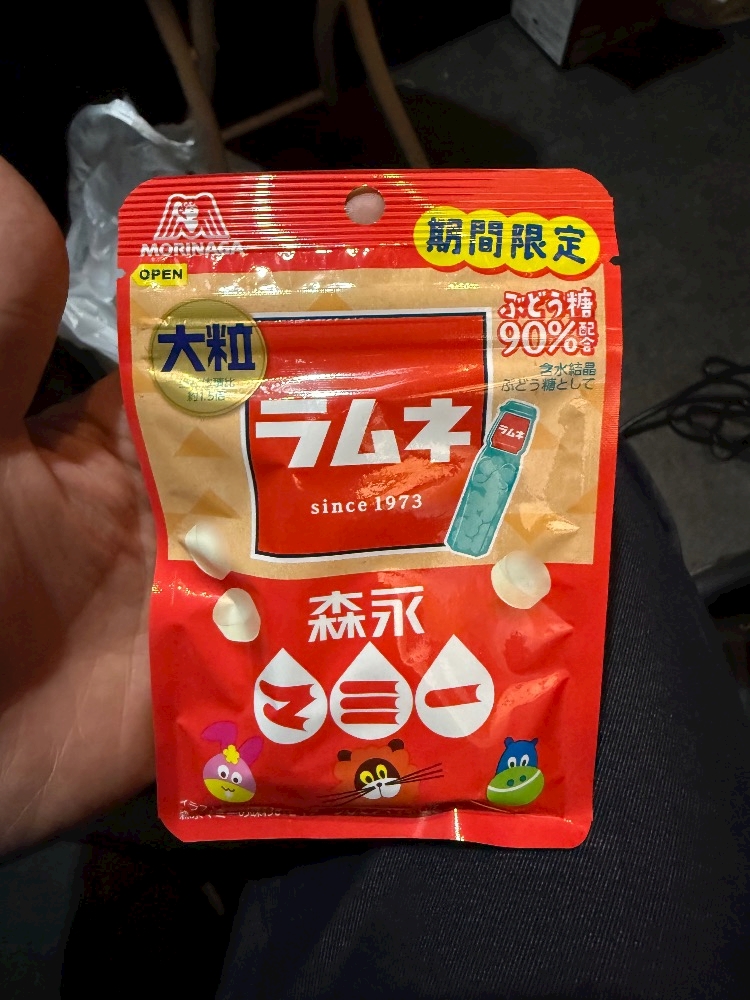 MORINAGA
期間限定
OPEN
大粒
ぶどう糖
90%配合
含水結晶
ぶどう糖として
ラムネ
ラムネ
since 1973
森永
マミー